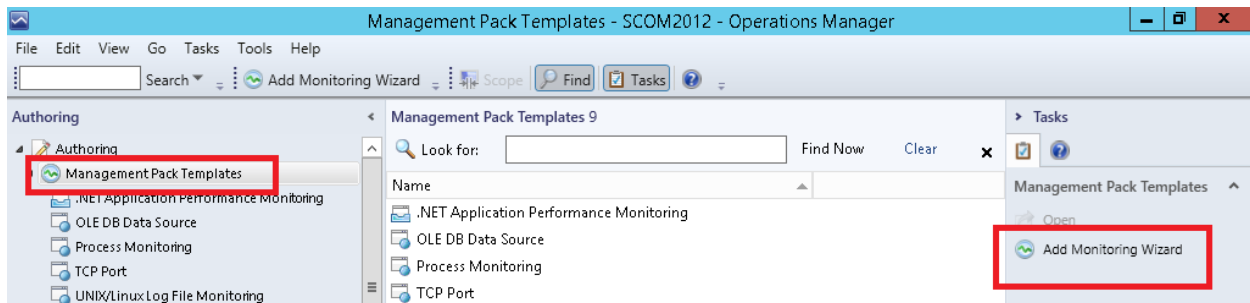 Management Pack Templates - SCOM2012 - Operations Manager
File Edit View Go Tasks Tools Help
Search Add Monitoring Wizard Scope Find Tasks
Authoring
Authoring
Management Pack Templates
.NET Application Performance Monitoring
OLE DB Data Source
Process Monitoring
TCP Port
UNIX/Linux Log File Monitoring
Management Pack Templates 9
Look for: Find Now Clear
Name
.NET Application Performance Monitoring
OLE DB Data Source
Process Monitoring
TCP Port
Tasks
Management Pack Templates
Open
Add Monitoring Wizard